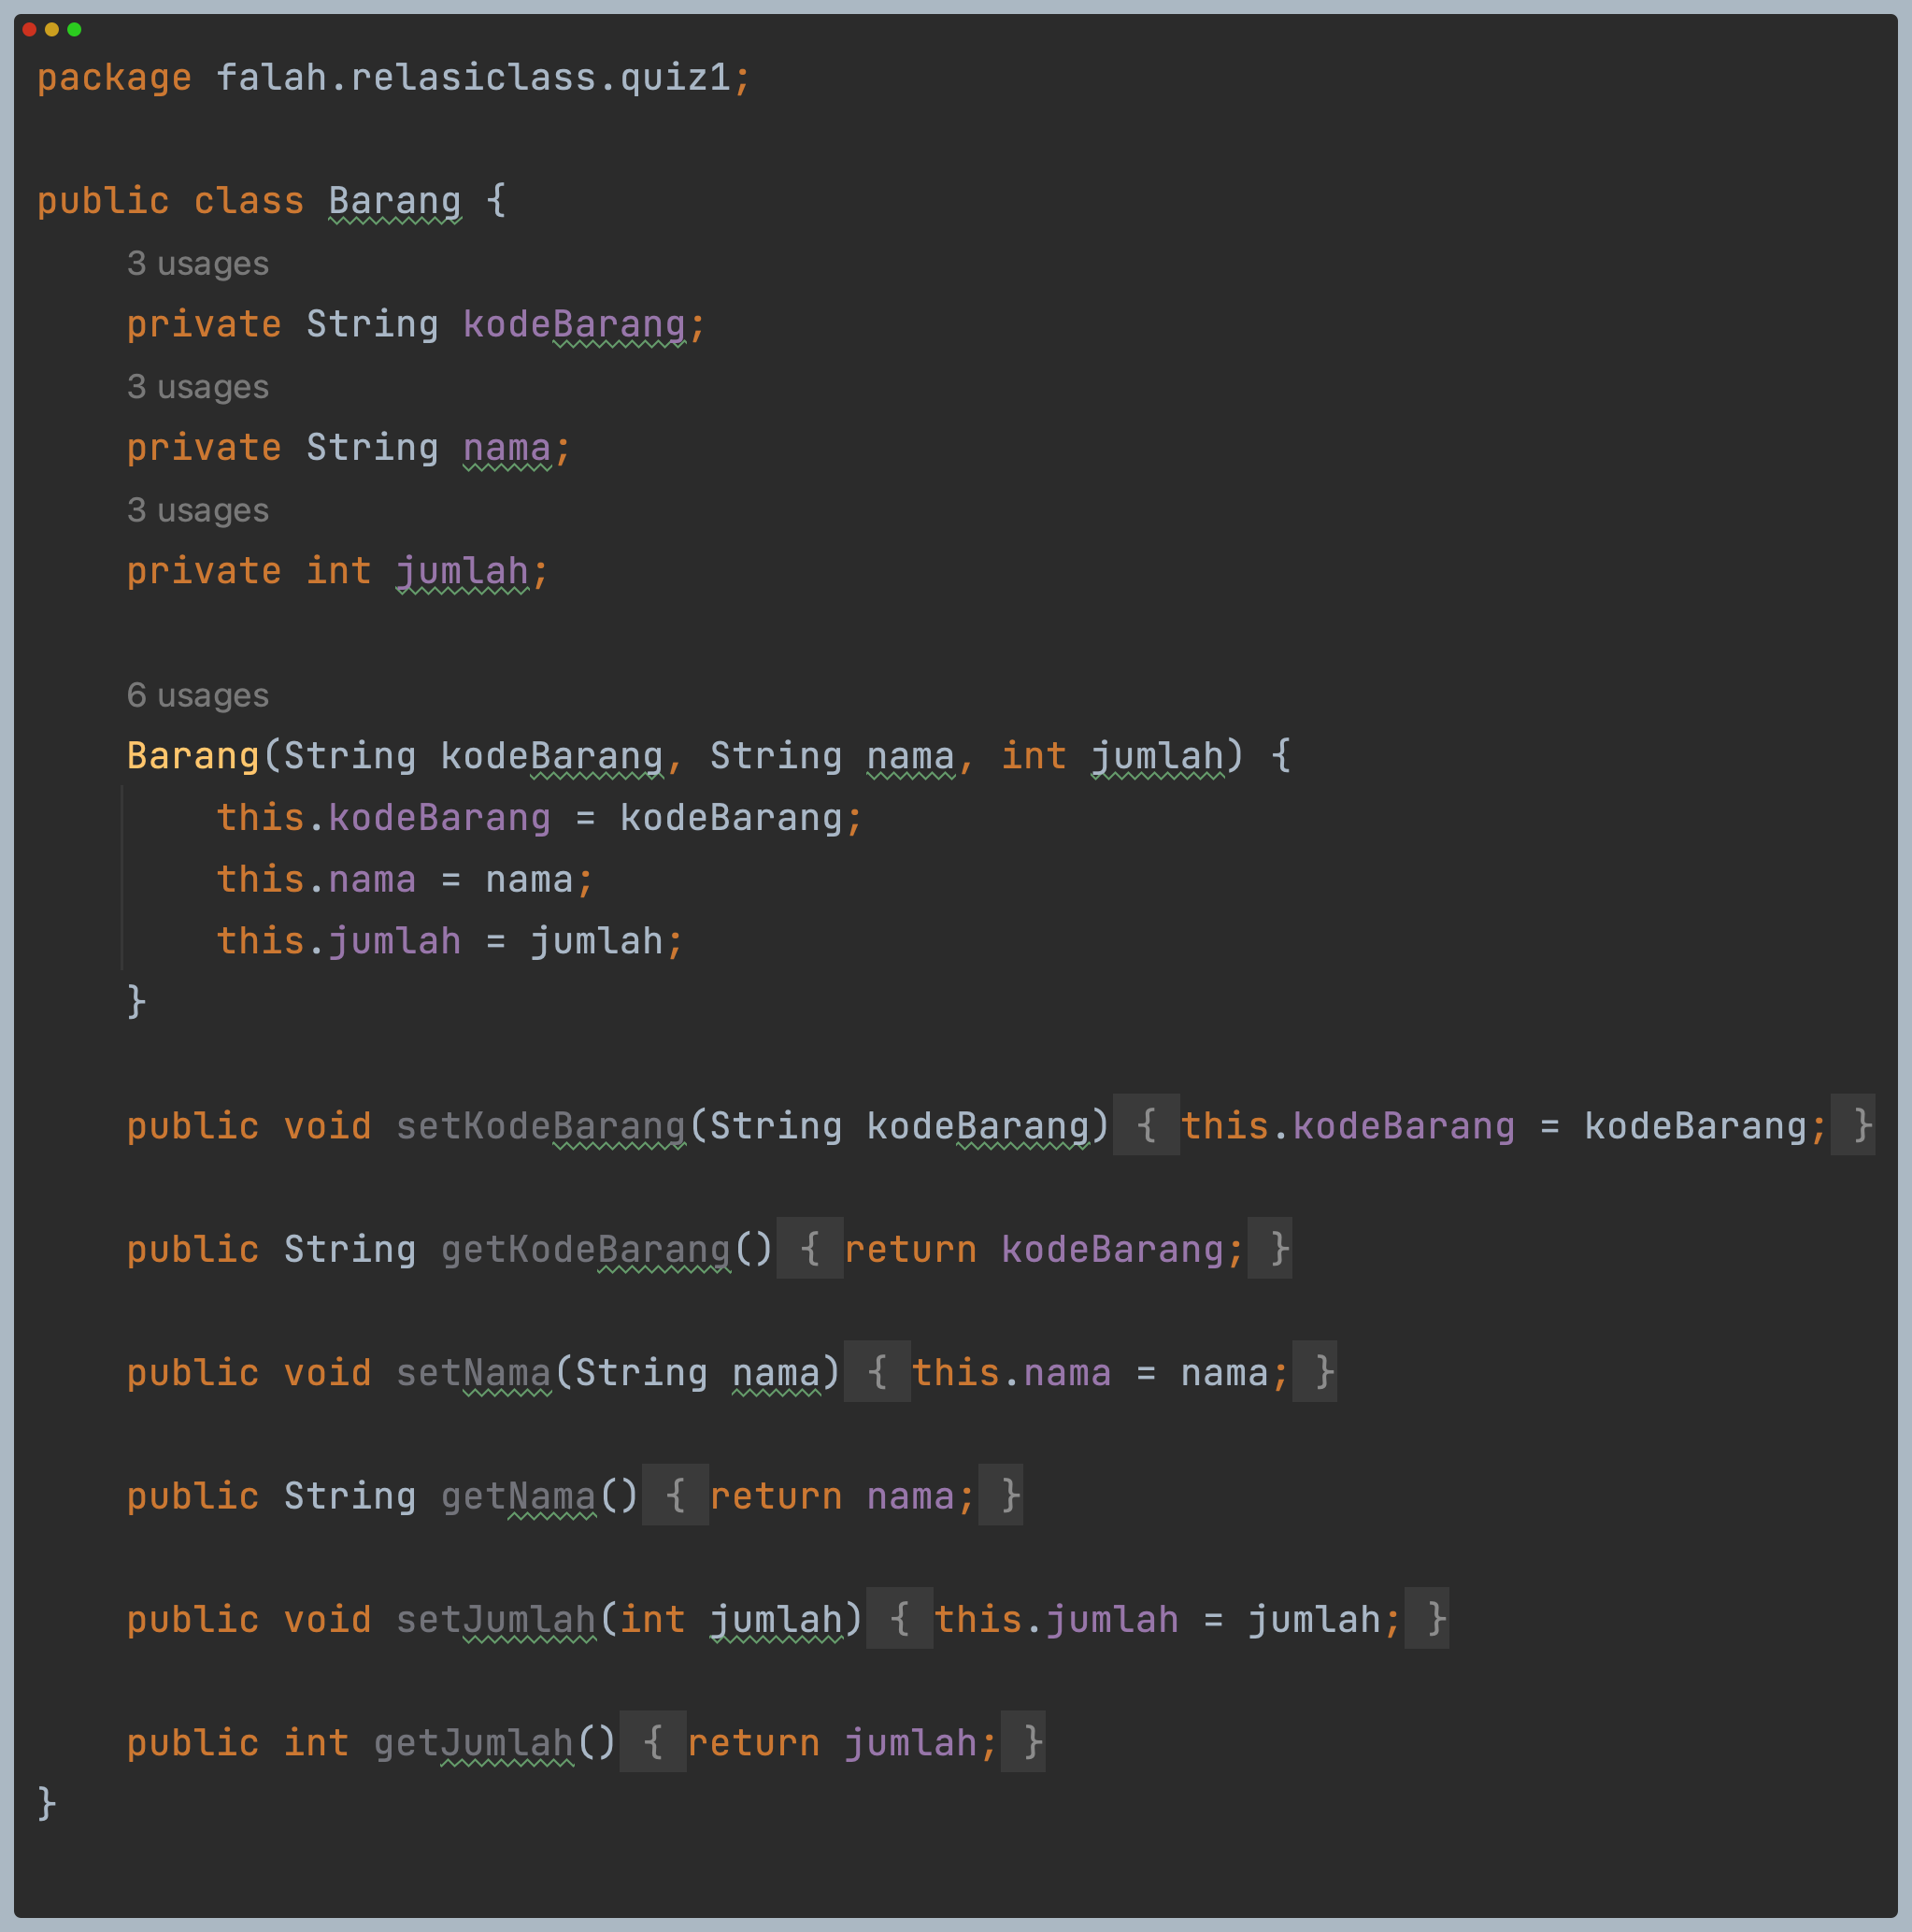 package falah.relasiclass.quiz1;
public class Barang {
3 usages
private String kodeBarang;
3 usages
private String nama;
3 usages
private int jumlah;
6 usages
Barang(String kodeBarang, String nama, int jumlah) {
this.kodeBarang = kodeBarang;
this.nama = nama;
this.jumlah = jumlah;
}
public void setKodeBarang(String kodeBarang) { this.kodeBarang = kodeBarang; }
public String getKodeBarang() { return kodeBarang; }
public void setNama(String nama) { this.nama = nama; }
public String getNama() { return nama; }
public void setJumlah(int jumlah) { this.jumlah = jumlah; }
public int getJumlah() { return jumlah; }
}